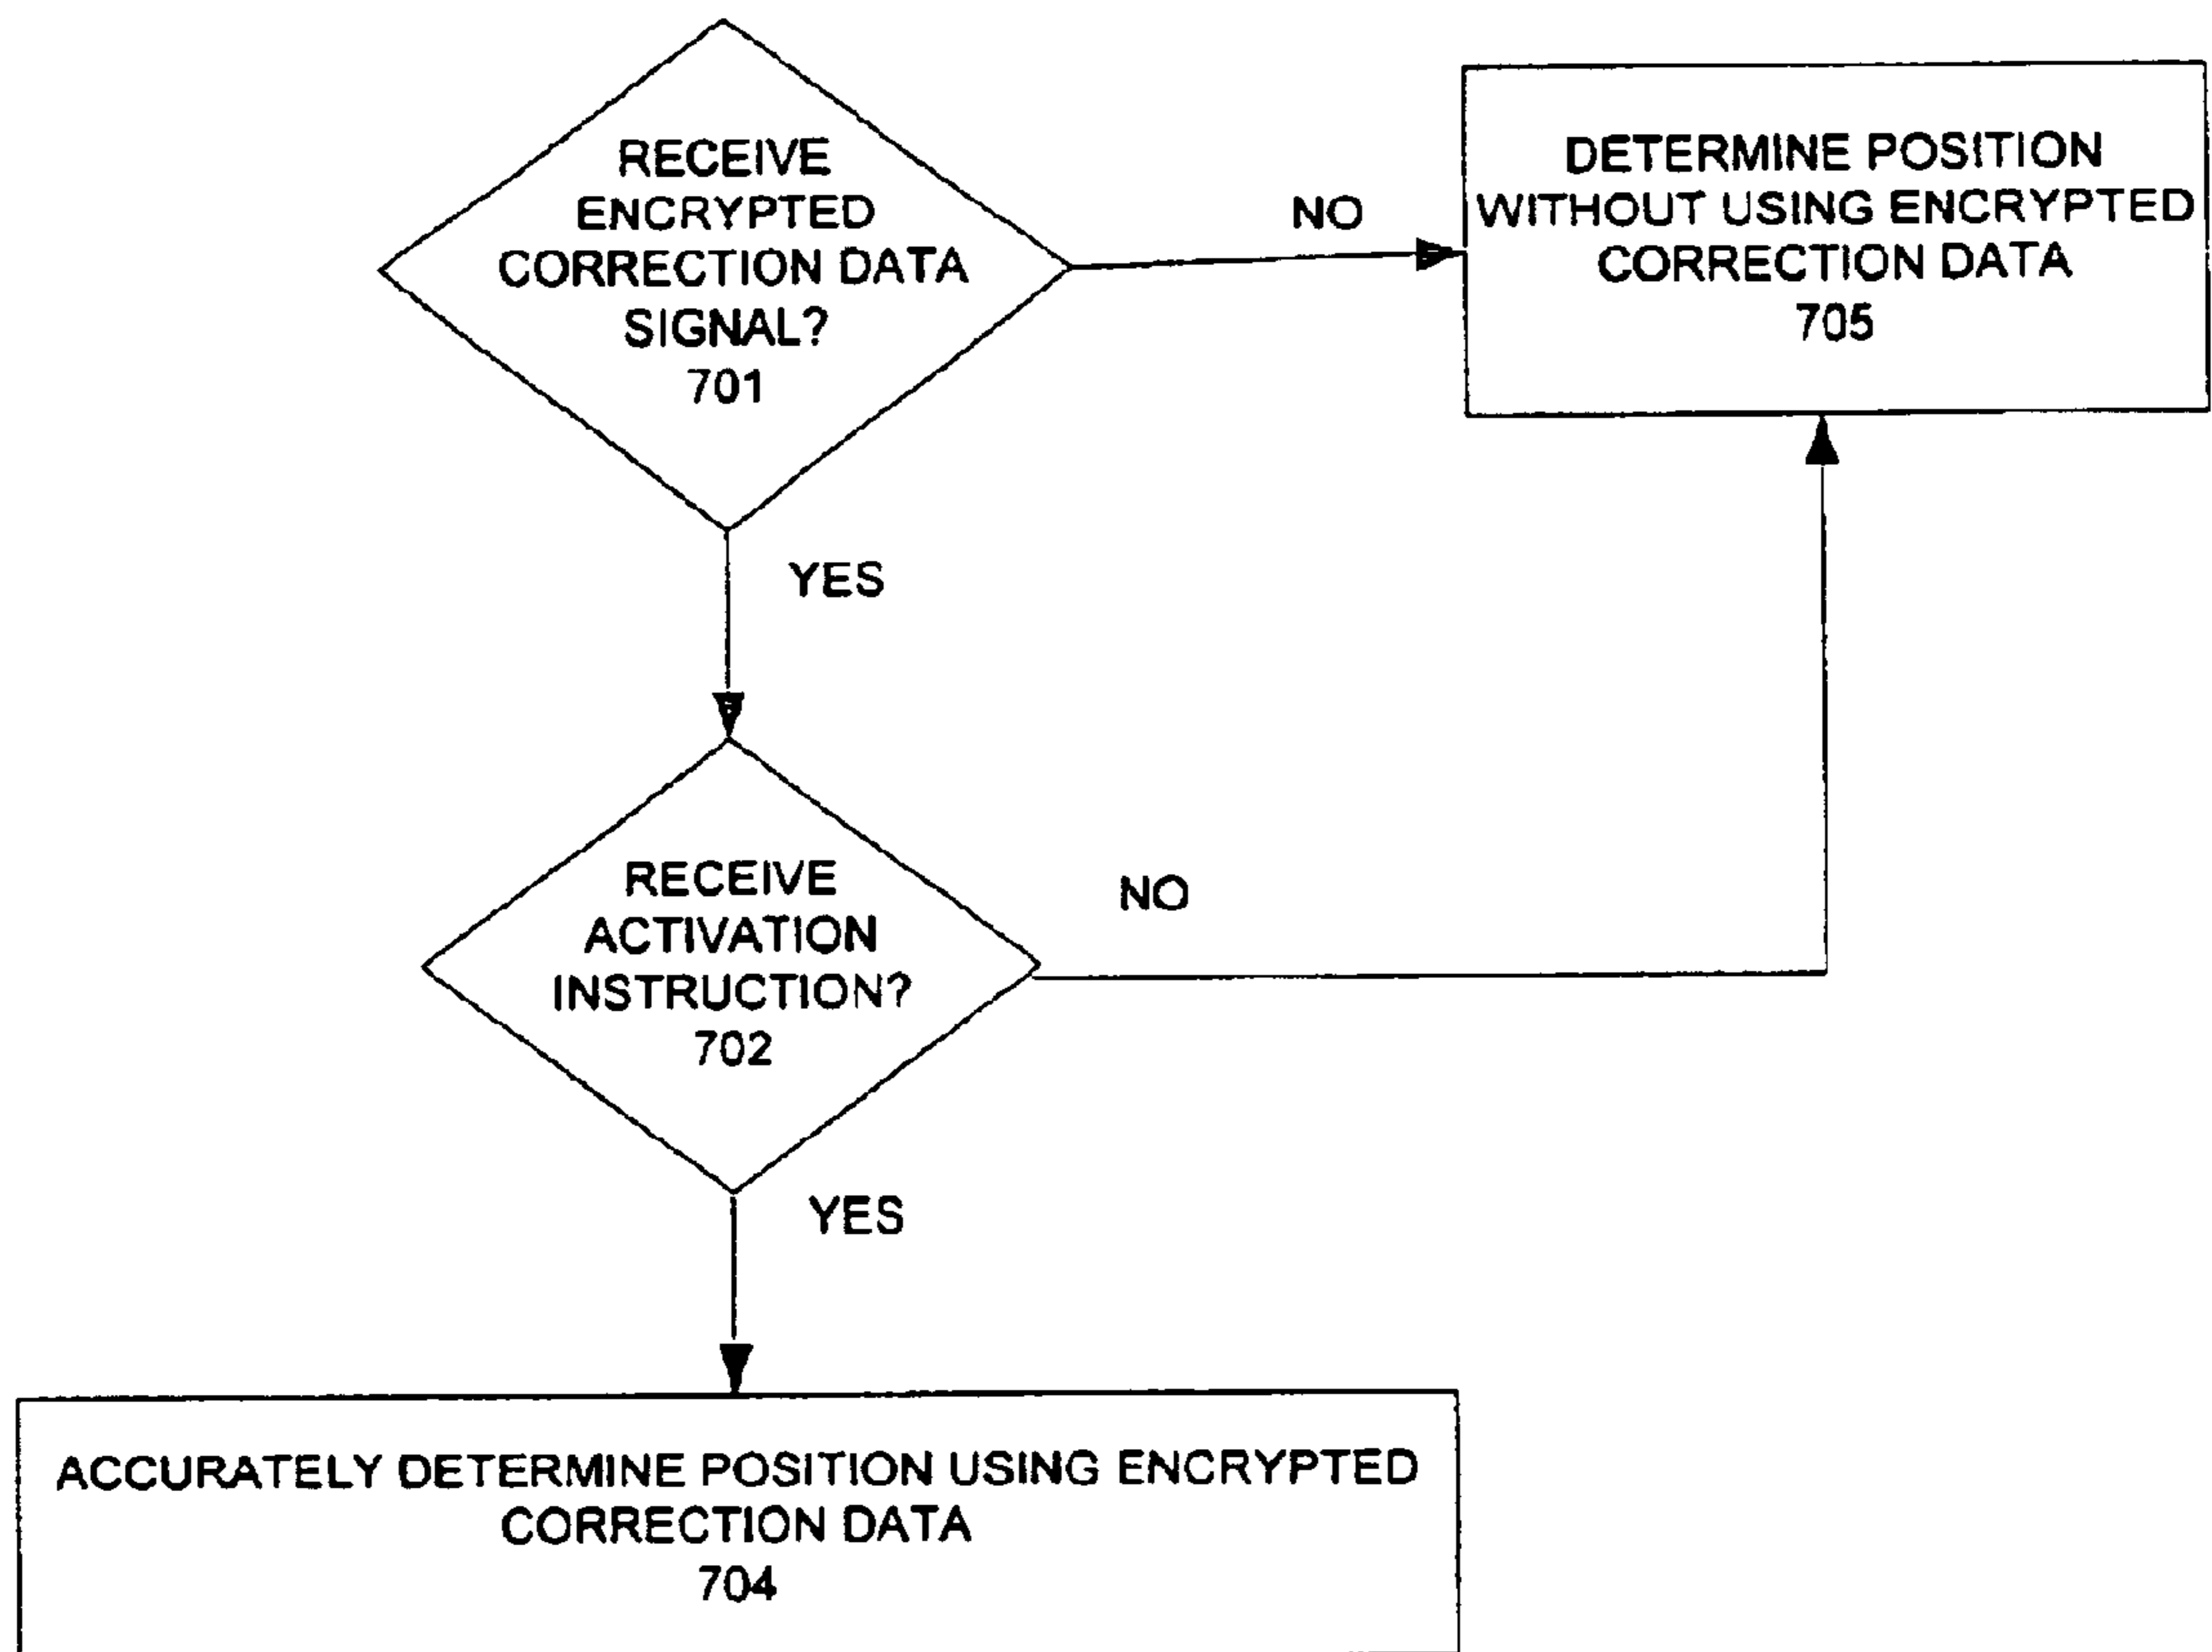 RECEIVE
ENCRYPTED
CORRECTION DATA
SIGNAL?
701
NO
DETERMINE POSITION
WITHOUT USING ENCRYPTED
CORRECTION DATA
705
YES
RECEIVE
ACTIVATION
INSTRUCTION?
702
NO
YES
ACCURATELY DETERMINE POSITION USING ENCRYPTED
CORRECTION DATA
704